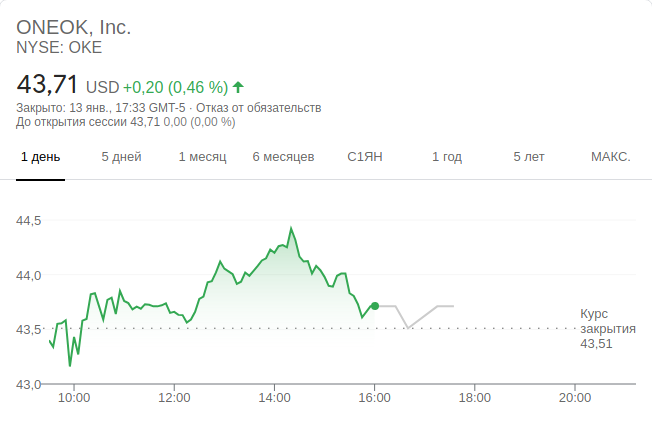 ONEOK, Inc.
NYSE: OKE
43,71 USD +0,20 (0,46 %)
Закрыто: 13 янв., 17:33 GMT-5 · Отказ от обязательств
До открытия сессии 43,71 0,00 (0,00 %)
1 день 5 дней 1 месяц 6 месяцев С1ЯН 1 год 5 лет МАКС.
44,5
44,0
43,5
43,0
Курс
закрытия
43,51
10:00 12:00 14:00 16:00 18:00 20:00